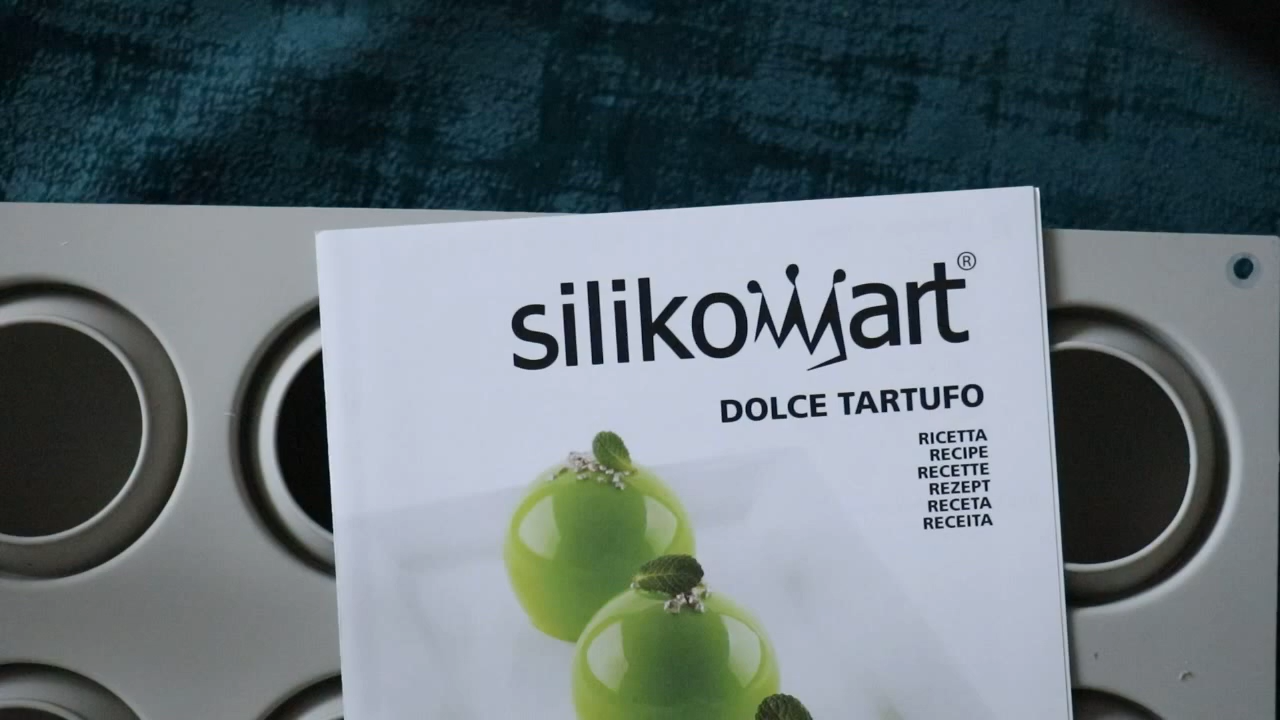 silikomart®
DOLCE TARTUFO
RICETTA
RECIPE
RECETTE
REZEPT
RECETA
RECEITA